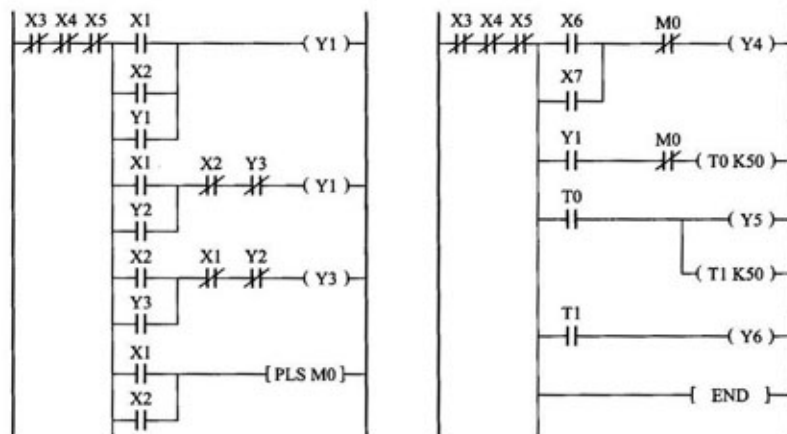 X3 X4 X5 X1
( Y1 )
X2
Y1
X1 X2 Y3
( Y1 )
Y2
X2 X1 Y2
( Y3 )
Y3
X1
[ PLS M0 ]
X2
X3 X4 X5 X6 M0
( Y4 )
X7
Y1 M0
( T0 K50 )
T0
( Y5 )
( T1 K50 )
T1
( Y6 )
[ END ]